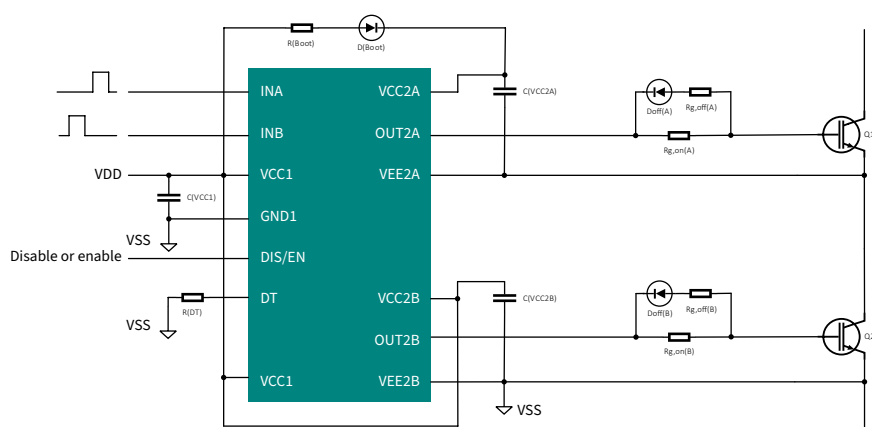 R(Boot)
D(Boot)
INA
VCC2A
C(VCC2A)
Doff(A)
Rg,off(A)
INB
OUT2A
Rg,on(A)
VDD
VCC1
VEE2A
C(VCC1)
GND1
VSS
Disable or enable
DIS/EN
DT
R(DT)
VSS
VCC2B
C(VCC2B)
Doff(B)
Rg,off(B)
OUT2B
Rg,on(B)
VCC1
VEE2B
VSS